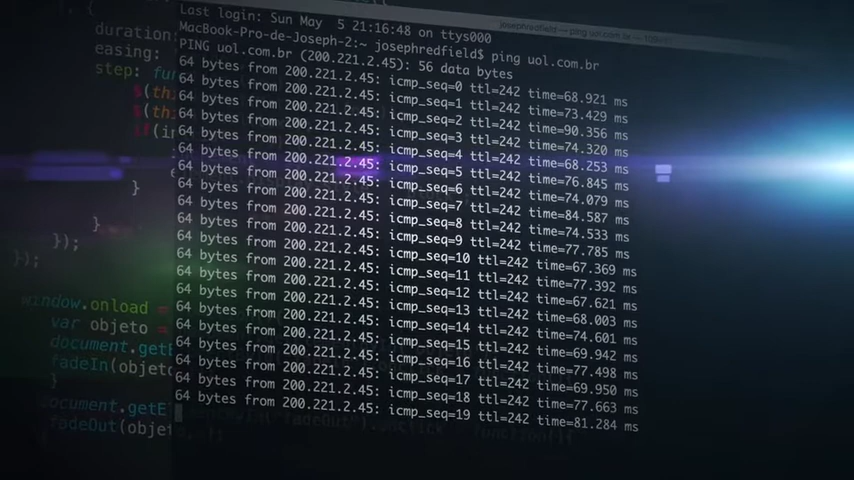 Last login: Sun May  5 21:16:48 on ttys000
MacBook-Pro-de-Joseph-2:~ josephredfield$ ping uol.com.br
PING uol.com.br (200.221.2.45): 56 data bytes
64 bytes from 200.221.2.45: icmp_seq=0 ttl=242 time=68.921 ms
64 bytes from 200.221.2.45: icmp_seq=1 ttl=242 time=73.429 ms
64 bytes from 200.221.2.45: icmp_seq=2 ttl=242 time=90.356 ms
64 bytes from 200.221.2.45: icmp_seq=3 ttl=242 time=74.320 ms
64 bytes from 200.221.2.45: icmp_seq=4 ttl=242 time=68.253 ms
64 bytes from 200.221.2.45: icmp_seq=5 ttl=242 time=76.845 ms
64 bytes from 200.221.2.45: icmp_seq=6 ttl=242 time=74.079 ms
64 bytes from 200.221.2.45: icmp_seq=7 ttl=242 time=84.587 ms
64 bytes from 200.221.2.45: icmp_seq=8 ttl=242 time=74.533 ms
64 bytes from 200.221.2.45: icmp_seq=9 ttl=242 time=77.785 ms
64 bytes from 200.221.2.45: icmp_seq=10 ttl=242 time=67.369 ms
64 bytes from 200.221.2.45: icmp_seq=11 ttl=242 time=77.392 ms
64 bytes from 200.221.2.45: icmp_seq=12 ttl=242 time=67.621 ms
64 bytes from 200.221.2.45: icmp_seq=13 ttl=242 time=68.003 ms
64 bytes from 200.221.2.45: icmp_seq=14 ttl=242 time=74.601 ms
64 bytes from 200.221.2.45: icmp_seq=15 ttl=242 time=69.942 ms
64 bytes from 200.221.2.45: icmp_seq=16 ttl=242 time=77.498 ms
64 bytes from 200.221.2.45: icmp_seq=17 ttl=242 time=69.950 ms
64 bytes from 200.221.2.45: icmp_seq=18 ttl=242 time=77.663 ms
64 bytes from 200.221.2.45: icmp_seq=19 ttl=242 time=81.284 ms
josephredfield — ping uol.com.br
duration:
easing:
step: fu
$(thi
$(thi
if(in
}
}
});
});
window.onload =
var objeto =
document.getE
fadeIn(objeto
}
document.getE
fadeOut(objet